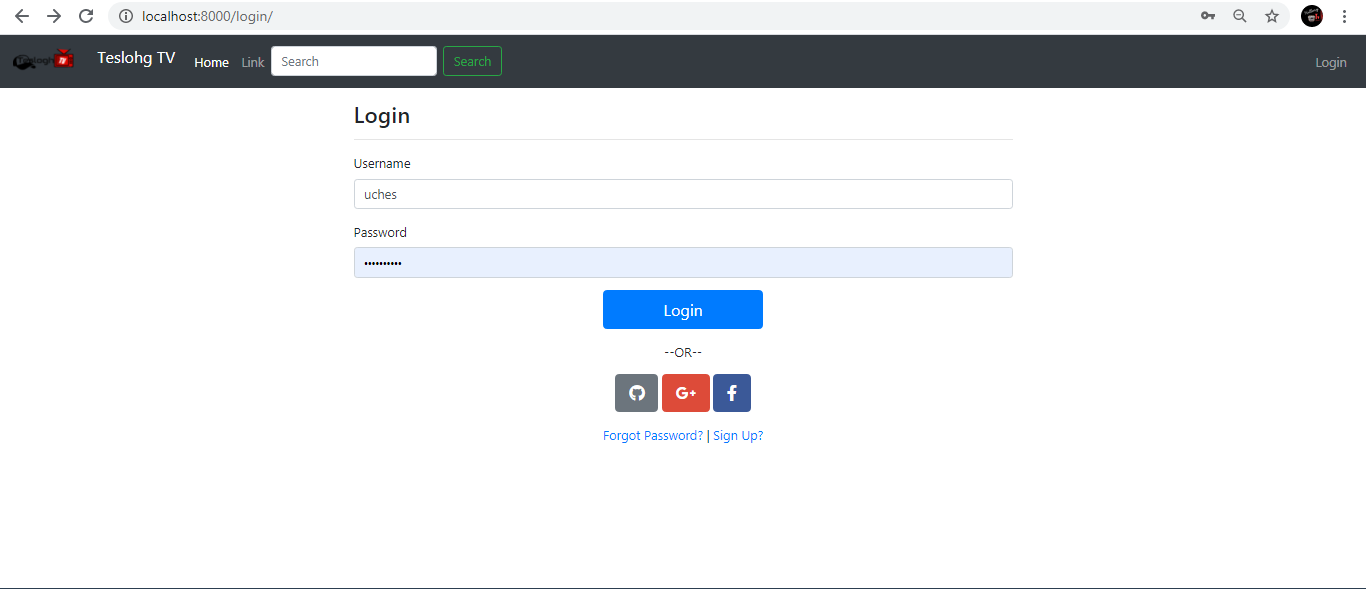 localhost:8000/login/
Teslohg TV Home Link Search Search Login
Login
Username
uches
Password
••••••••••
Login
--OR--
G+ f
Forgot Password? | Sign Up?